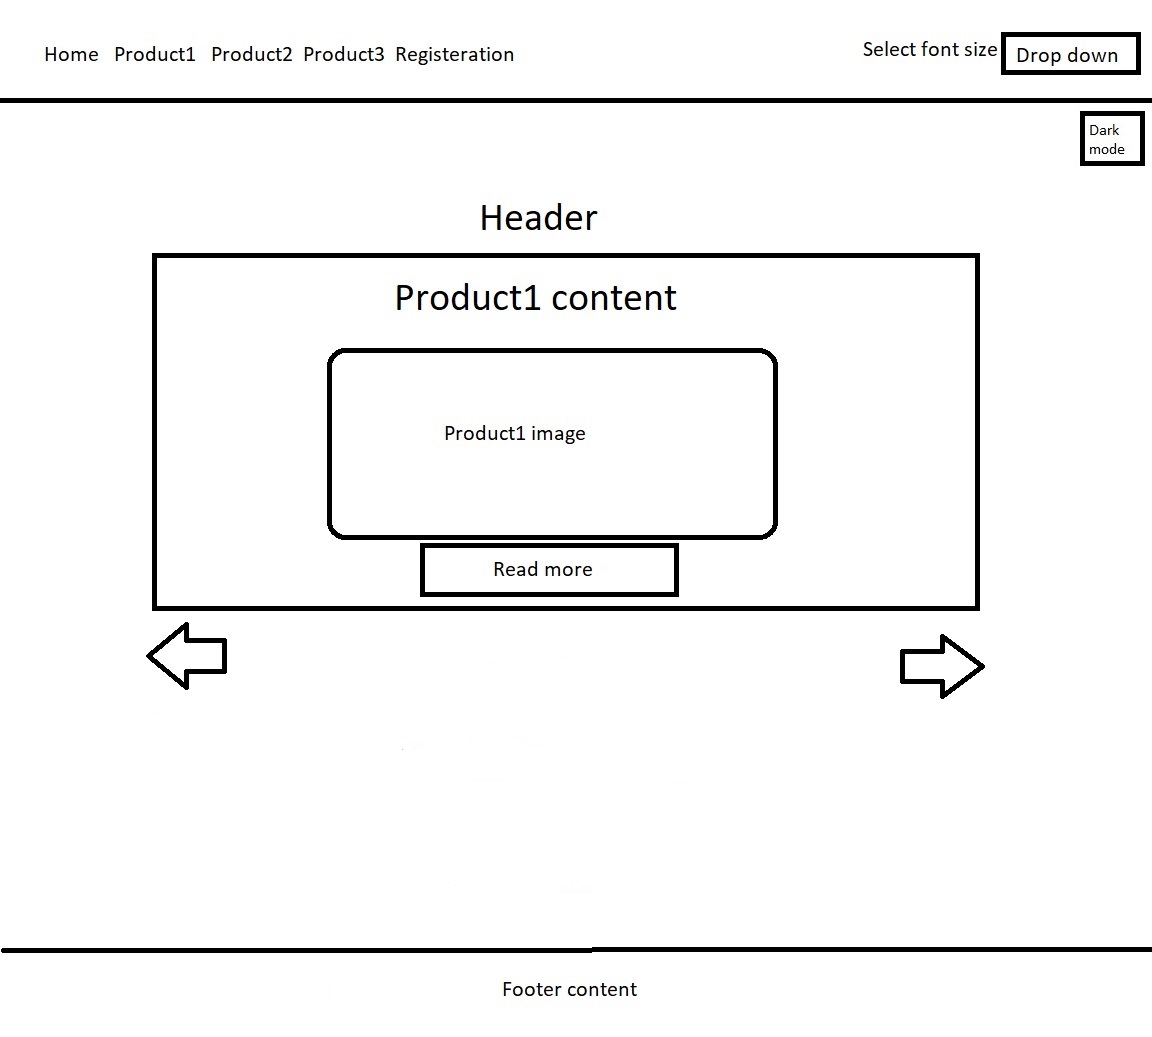 Home Product1 Product2 Product3 Registeration
Select font size Drop down
Dark
mode
Header
Product1 content
Product1 image
Read more
Footer content